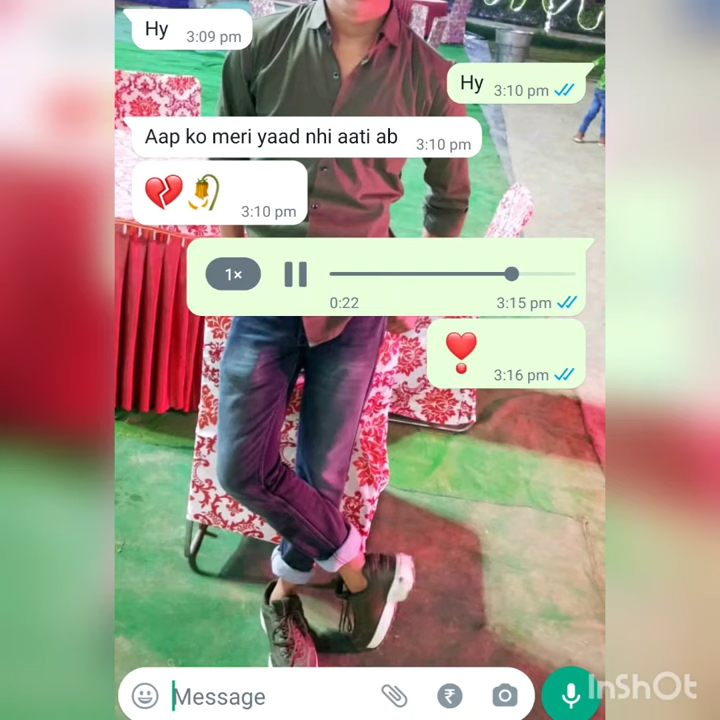 Hy 3:09 pm
Hy 3:10 pm
Aap ko meri yaad nhi aati ab 3:10 pm
💔🥀 3:10 pm
1×
0:22 3:15 pm
❣️ 3:16 pm
Message
InShOt